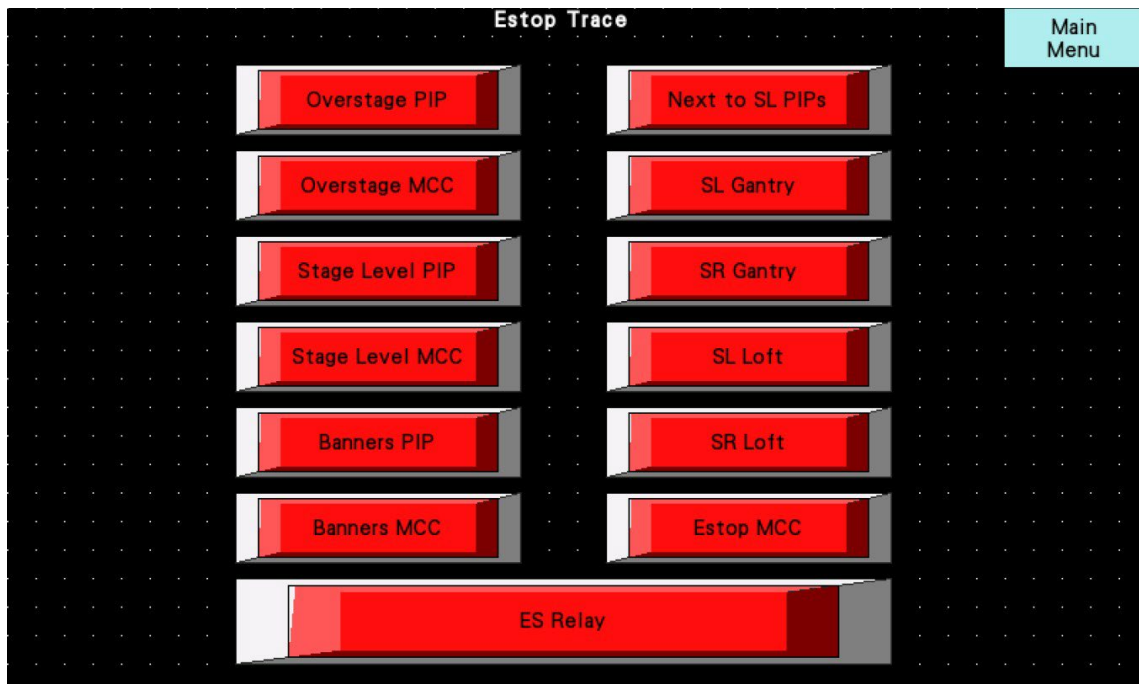 Estop Trace
Main
Menu
Overstage PIP
Next to SL PIPs
Overstage MCC
SL Gantry
Stage Level PIP
SR Gantry
Stage Level MCC
SL Loft
Banners PIP
SR Loft
Banners MCC
Estop MCC
ES Relay